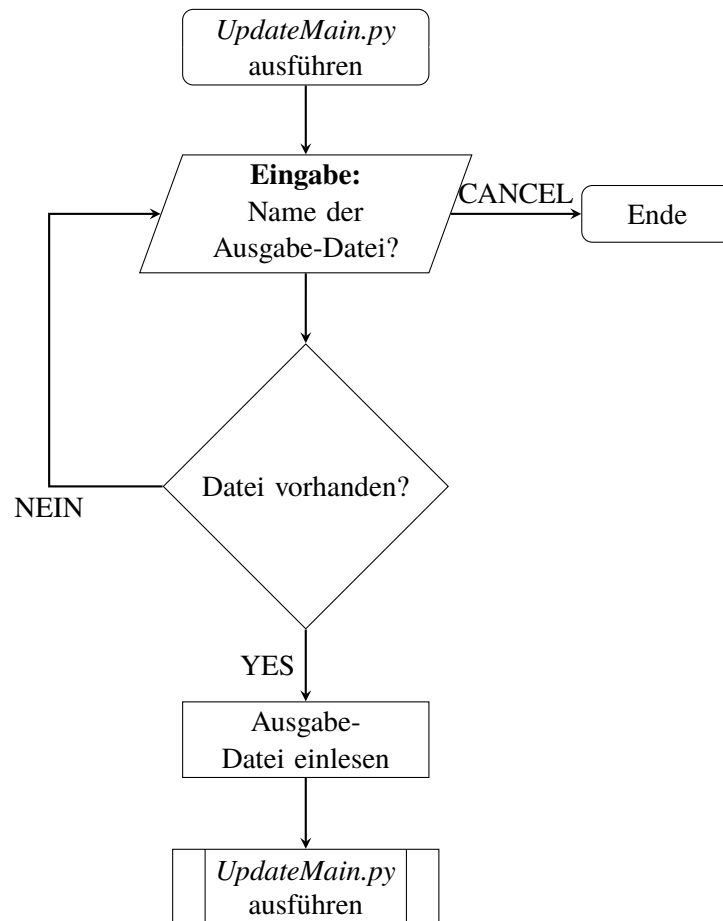 UpdateMain.py
ausführen
Eingabe:
Name der
Ausgabe-Datei?
CANCEL
Ende
Datei vorhanden?
NEIN
YES
Ausgabe-
Datei einlesen
UpdateMain.py
ausführen